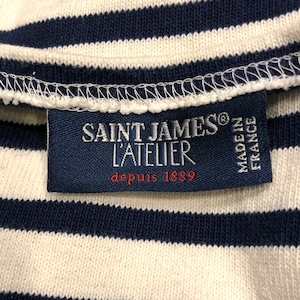 SAINT JAMES®
L'ATELIER
depuis 1889
MADE IN
FRANCE